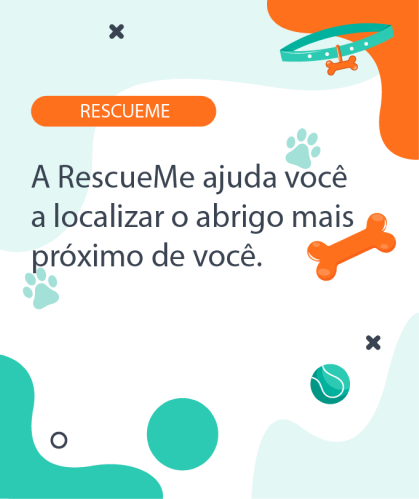 RESCUEME
A RescueMe ajuda você
a localizar o abrigo mais
próximo de você.